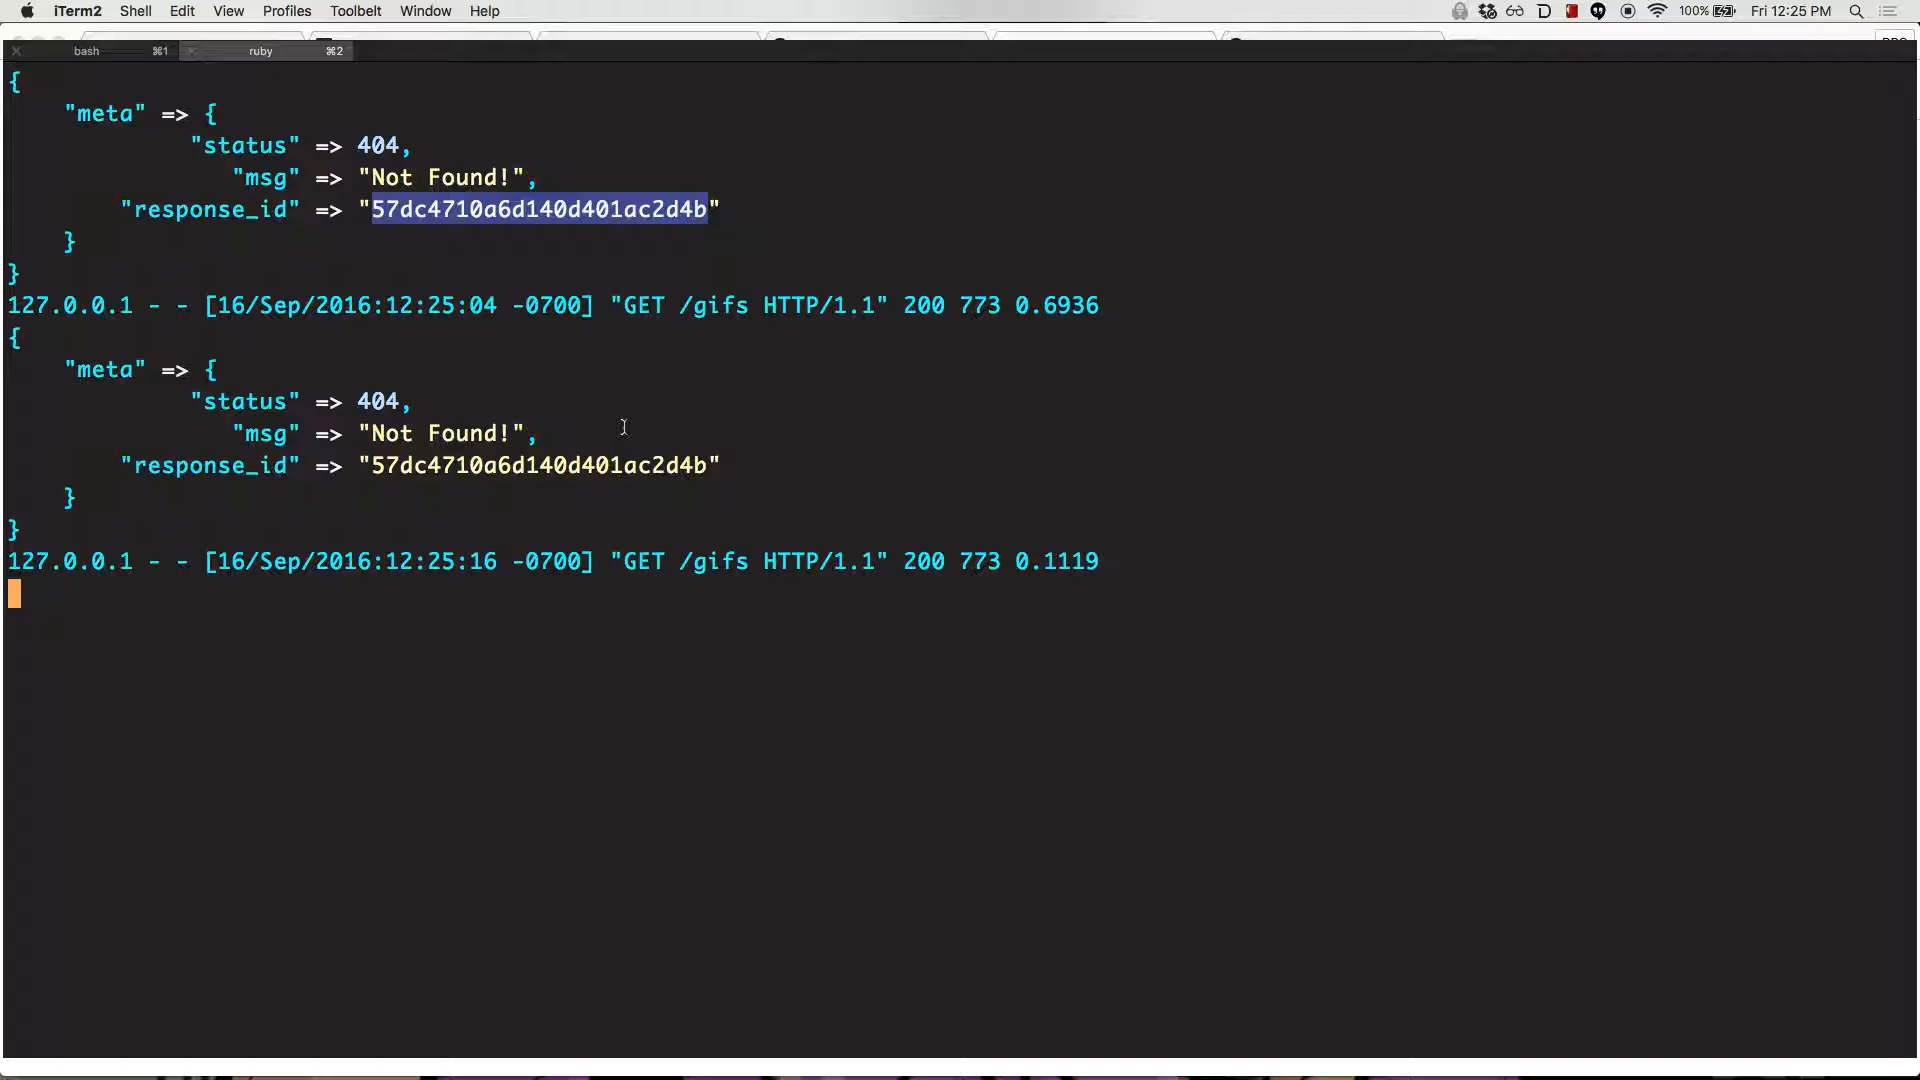 iTerm2 Shell Edit View Profiles Toolbelt Window Help 100% Fri 12:25 PM
bash ⌘1 ruby ⌘2
{
"meta" => {
"status" => 404,
"msg" => "Not Found!",
"response_id" => "57dc4710a6d140d401ac2d4b"
}
}
127.0.0.1 - - [16/Sep/2016:12:25:04 -0700] "GET /gifs HTTP/1.1" 200 773 0.6936
{
"meta" => {
"status" => 404,
"msg" => "Not Found!",
"response_id" => "57dc4710a6d140d401ac2d4b"
}
}
127.0.0.1 - - [16/Sep/2016:12:25:16 -0700] "GET /gifs HTTP/1.1" 200 773 0.1119